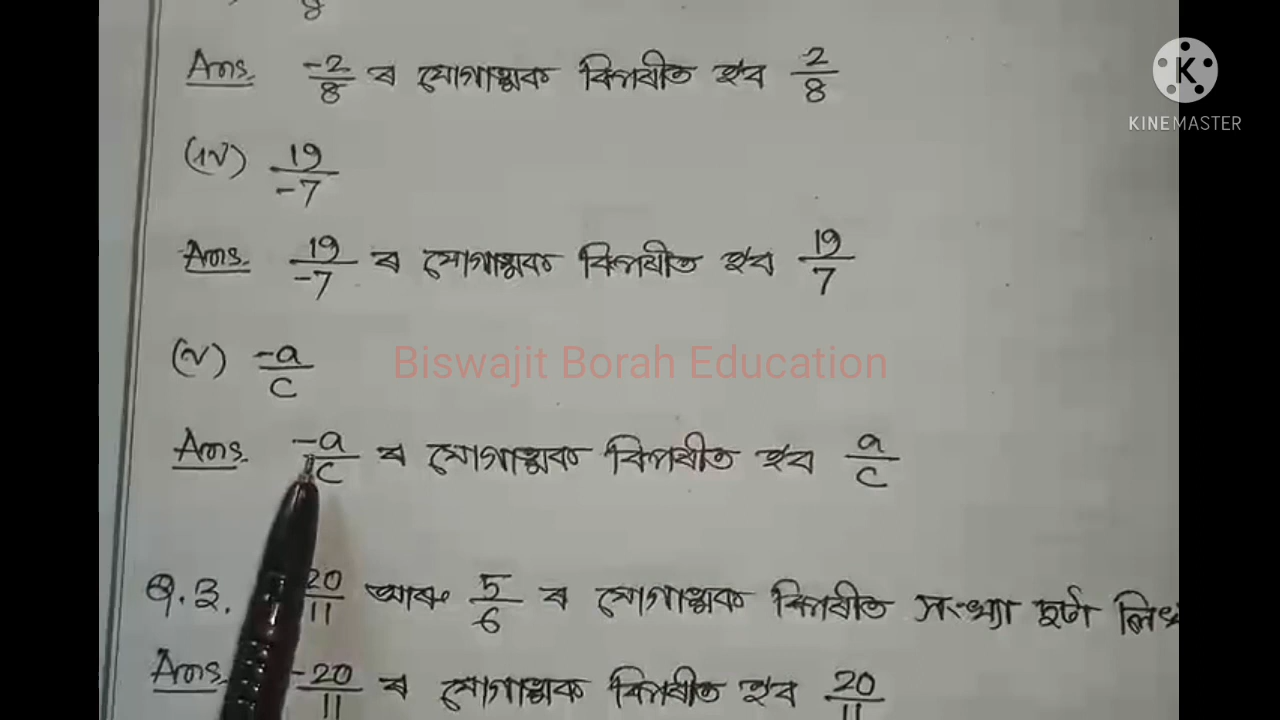 Ans. -2/8 ৰ যোগাত্মক বিপৰীত হ'ব 2/8
KINEMASTER
(iv) 19/-7
Ans. 19/-7 ৰ যোগাত্মক বিপৰীত হ'ব 19/7
(v) -a/c
Biswajit Borah Education
Ans. -a/c ৰ যোগাত্মক বিপৰীত হ'ব a/c
Q.3. 20/11 আৰু 5/6 ৰ যোগাত্মক বিপৰীত সংখ্যা দুটা
Ans. -20/11 ৰ যোগাত্মক বিপৰীত হ'ব 20/11